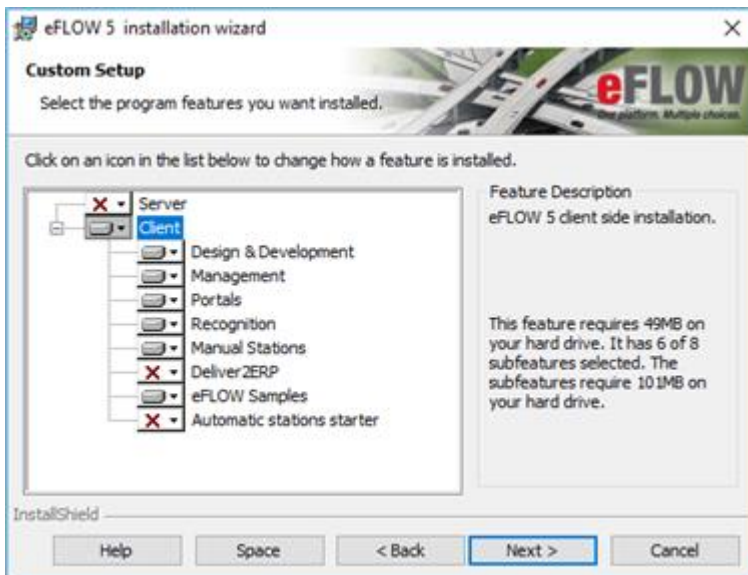 eFLOW 5 installation wizard
Custom Setup
Select the program features you want installed.
eFLOW
One platform. Multiple choices.
Click on an icon in the list below to change how a feature is installed.
Server
Client
Design & Development
Management
Portals
Recognition
Manual Stations
Deliver2ERP
eFLOW Samples
Automatic stations starter
Feature Description
eFLOW 5 client side installation.
This feature requires 49MB on
your hard drive. It has 6 of 8
subfeatures selected. The
subfeatures require 101MB on
your hard drive.
InstallShield
Help
Space
< Back
Next >
Cancel